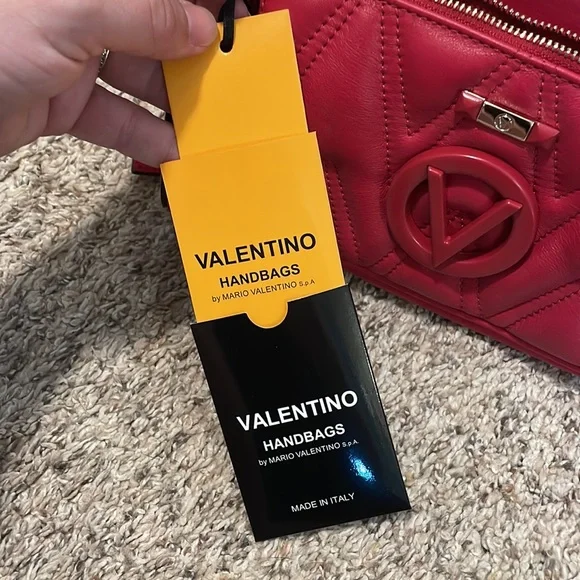 VALENTINO
HANDBAGS
by MARIO VALENTINO S.p.A
VALENTINO
HANDBAGS
by MARIO VALENTINO S.p.A.
MADE IN ITALY
V